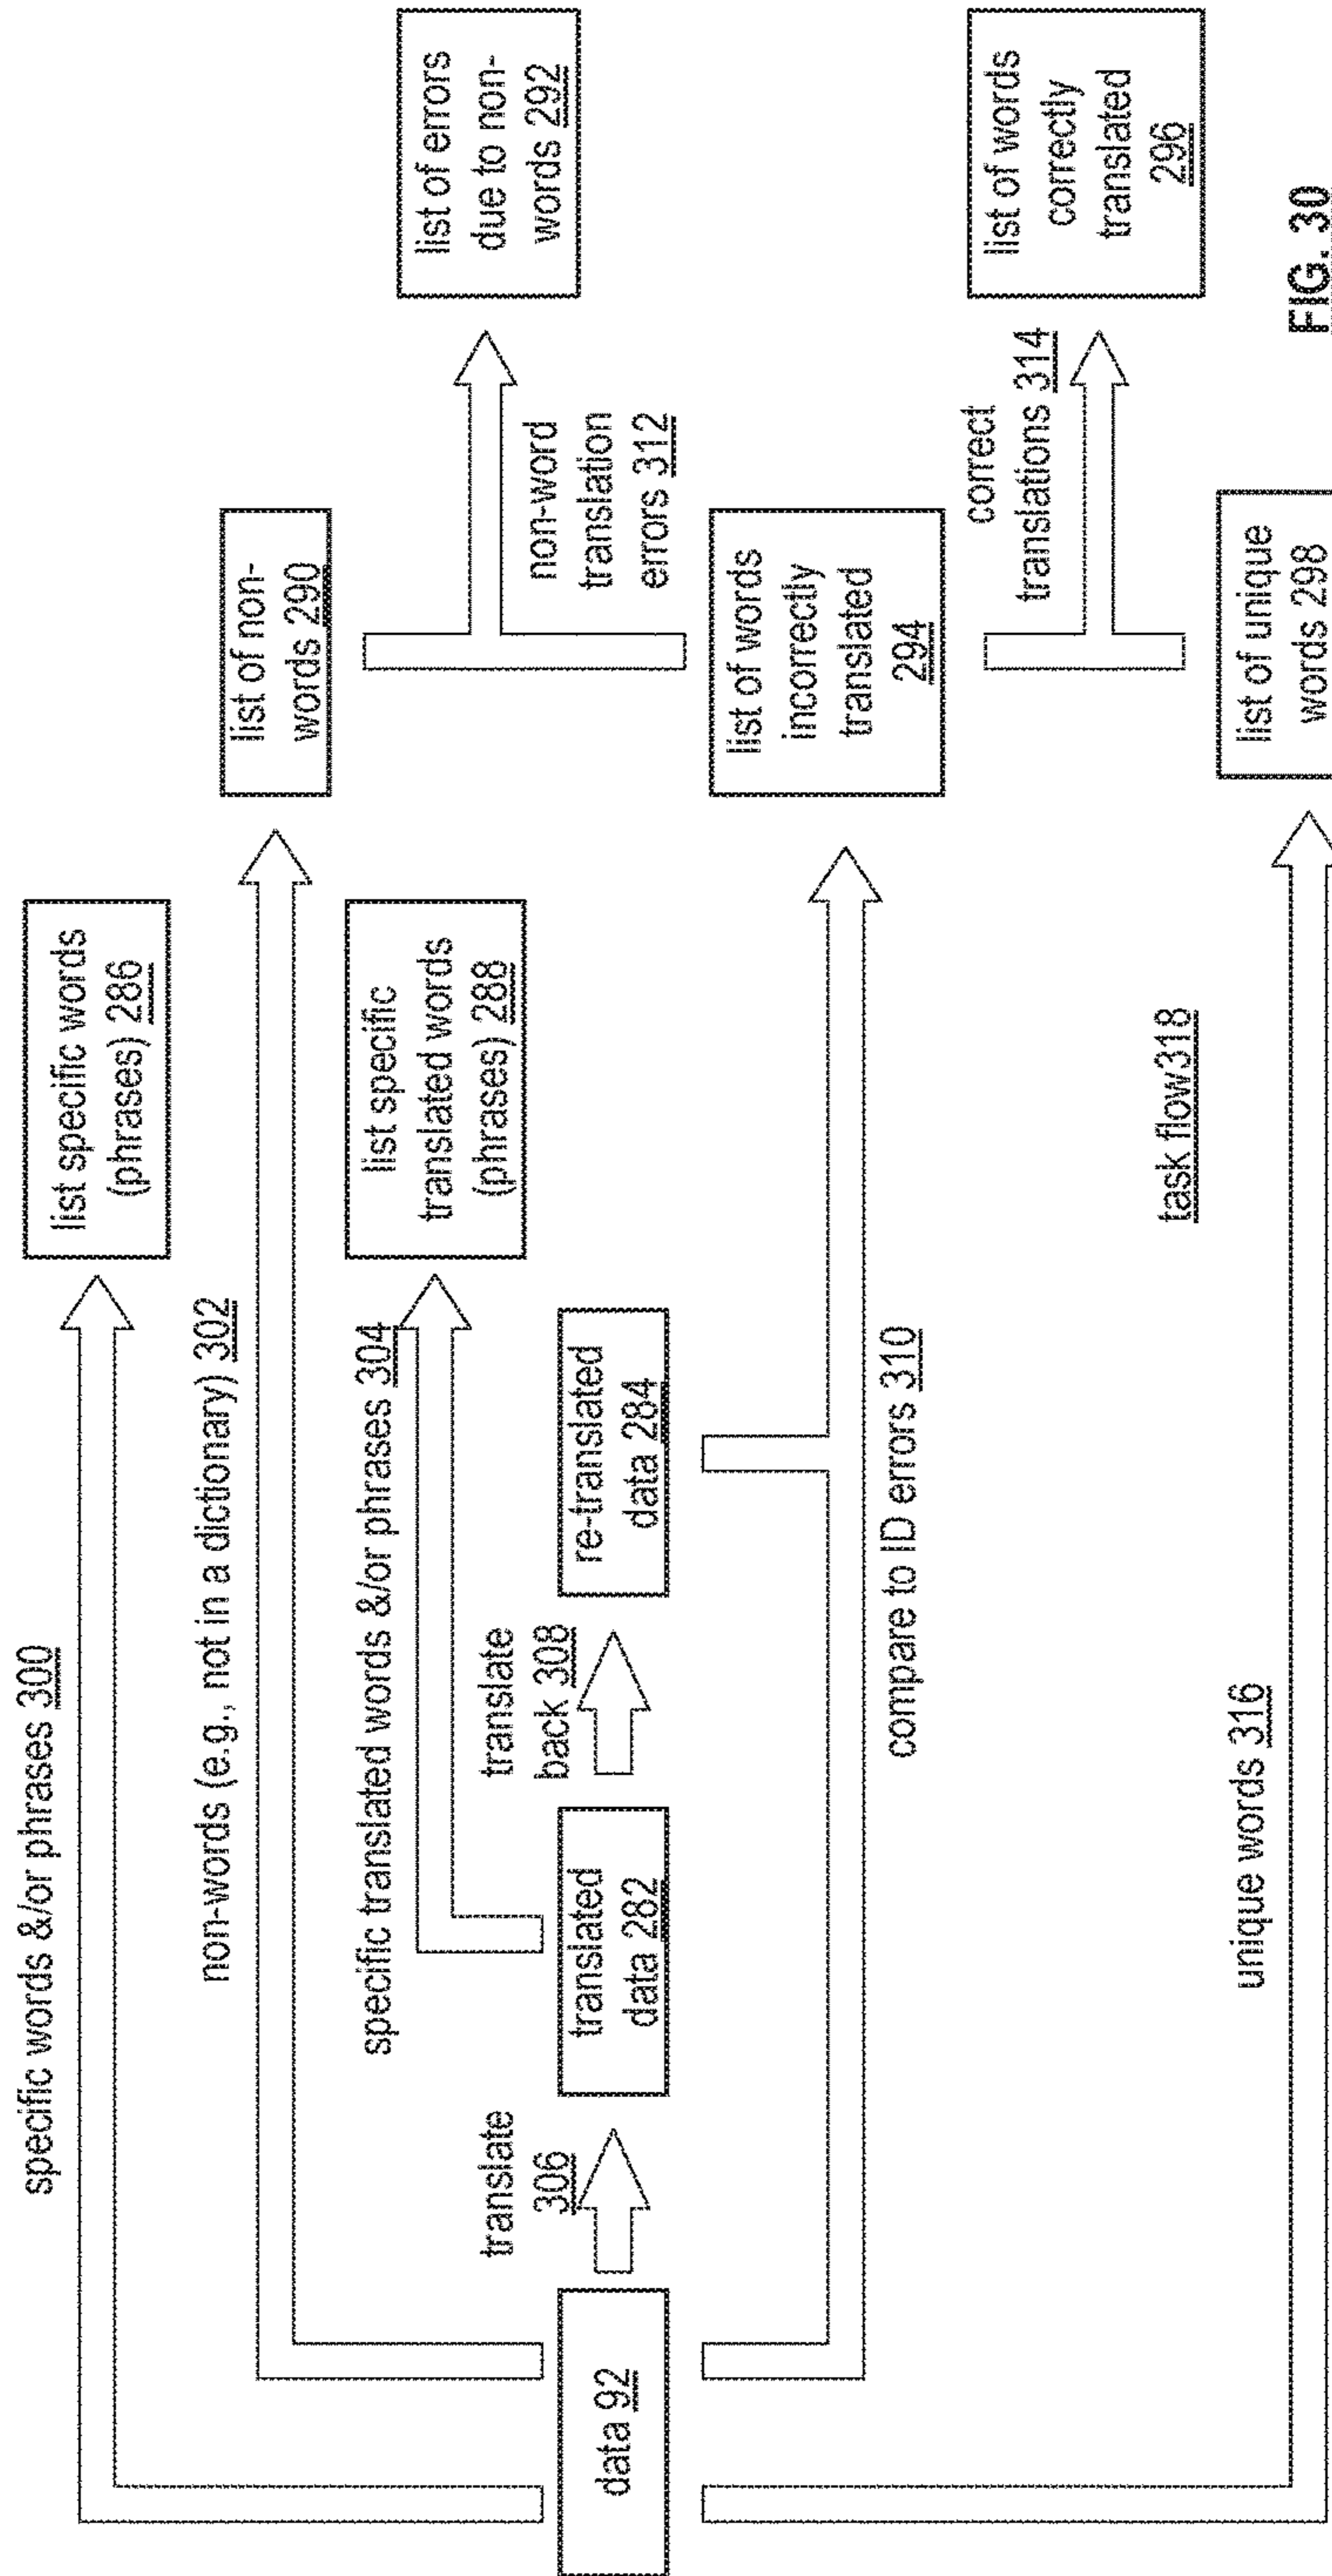 specific words &/or phrases 300
list specific words
(phrases) 286
non-words (e.g., not in a dictionary) 302
list of non-
words 290
specific translated words &/or phrases 304
list specific
translated words
(phrases) 288
list of errors
due to non-
words 292
data 92
translate
306
translated
data 282
translate
back 308
re-translated
data 284
non-word
translation
errors 312
compare to ID errors 310
list of words
incorrectly
translated
294
correct
translations 314
list of words
correctly
translated
296
task flow318
unique words 316
list of unique
words 298
FIG. 30